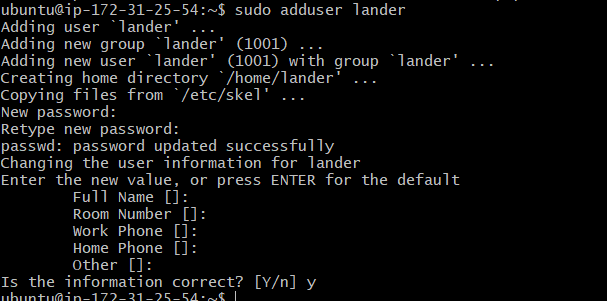 ubuntu@ip-172-31-25-54:~$ sudo adduser lander
Adding user `lander' ...
Adding new group `lander' (1001) ...
Adding new user `lander' (1001) with group `lander' ...
Creating home directory `/home/lander' ...
Copying files from `/etc/skel' ...
New password:
Retype new password:
passwd: password updated successfully
Changing the user information for lander
Enter the new value, or press ENTER for the default
        Full Name []:
        Room Number []:
        Work Phone []:
        Home Phone []:
        Other []:
Is the information correct? [Y/n] y
ubuntu@ip-172-31-25-54:~$